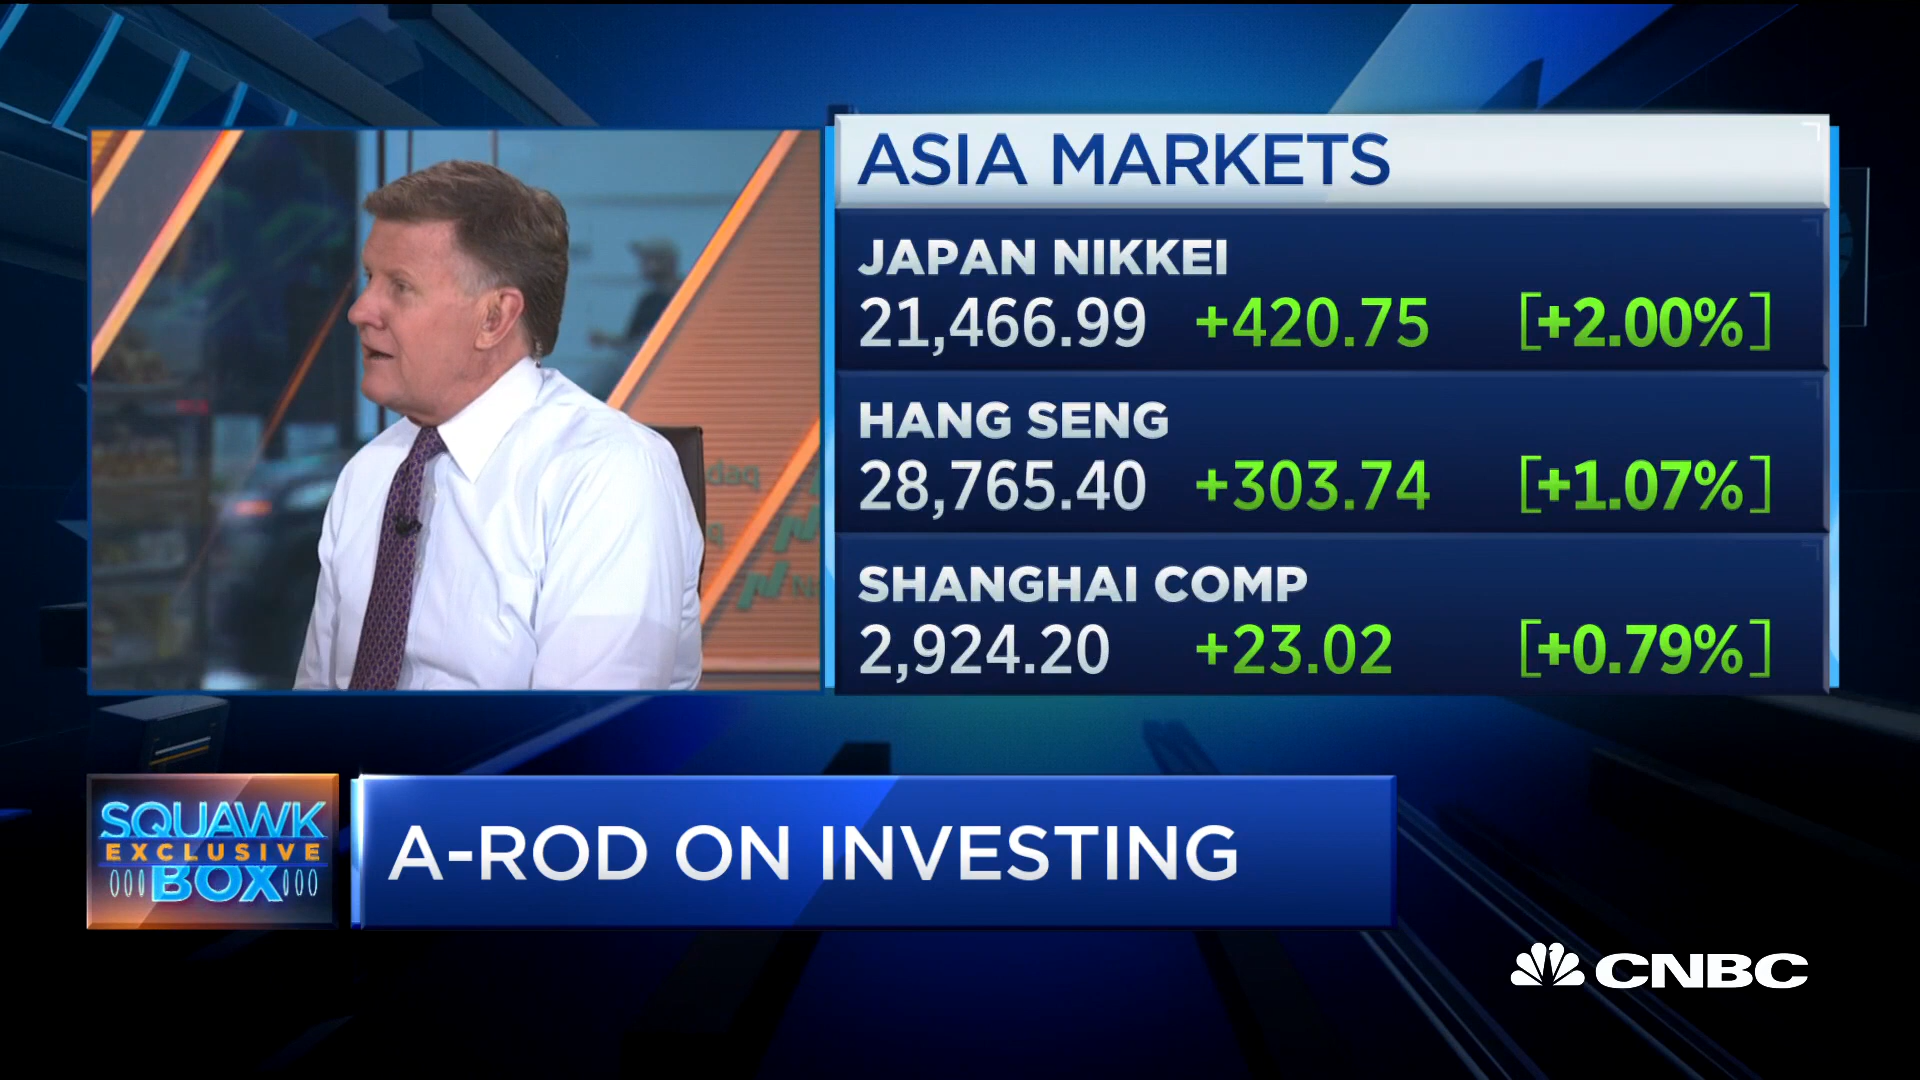 ASIA MARKETS
JAPAN NIKKEI
21,466.99 +420.75 [+2.00%]
HANG SENG
28,765.40 +303.74 [+1.07%]
SHANGHAI COMP
2,924.20 +23.02 [+0.79%]
SQUAWK
EXCLUSIVE
BOX
A-ROD ON INVESTING
CNBC